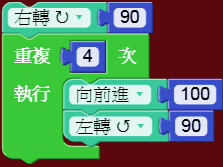 右轉 ↻ 90
重複 4 次
執行 向前進 100
左轉 ↺ 90